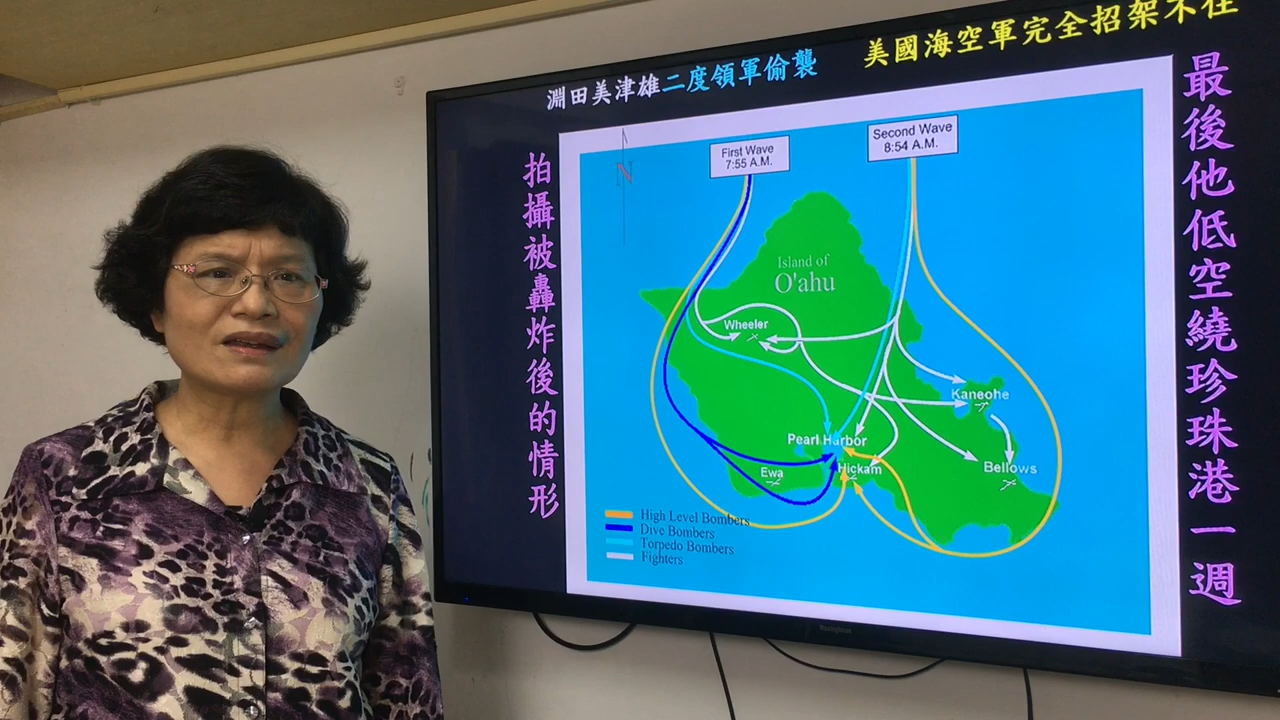 淵田美津雄二度領軍偷襲
美國海空軍完全招架不住
最後他低空繞珍珠港一週
拍攝被轟炸後的情形
First Wave
7:55 A.M.
Second Wave
8:54 A.M.
N
Island of
O'ahu
Wheeler
Kaneohe
Pearl Harbor
Hickam
Ewa
Bellows
High Level Bombers
Dive Bombers
Torpedo Bombers
Fighters